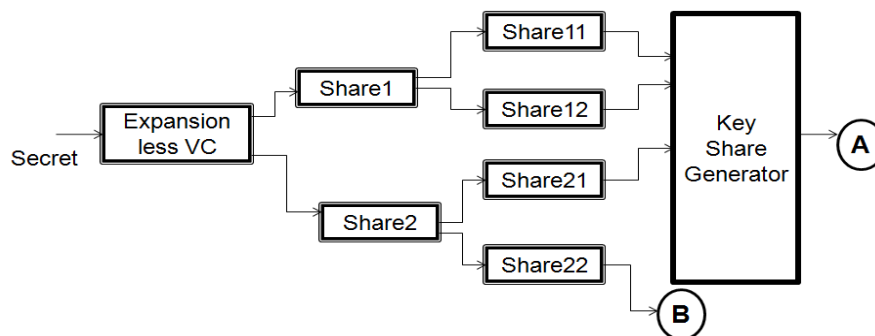 Secret
Expansion
less VC
Share1
Share2
Share11
Share12
Share21
Share22
Key
Share
Generator
A
B